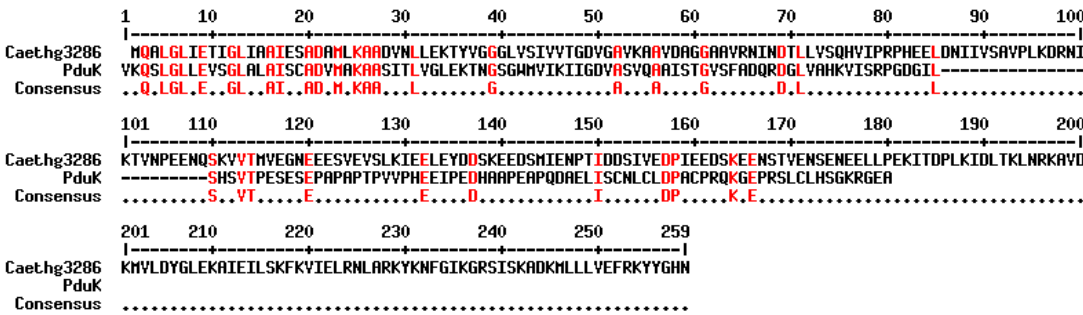 1 10 20 30 40 50 60 70 80 90 100
|--------+---------+---------+---------+---------+---------+---------+---------+---------+---------|
Caethg3286 MQALGLIETIGLIAAIESADAMLKAADVNLLEKTYVGGGLVSIVVTGDVGAVKAAVDAGGAAVRNINDTLLVSQHVIPRPHEELDNIIVSAVPLKDRNI
PduK VKQSLGLLEVSGLALAISCADVMAKAASITLVGLEKTNGSGWMVIKIIGDVASVQAAISTGVSFADQRDGLVAHKVISRPGDGIL---------------
Consensus ..Q.LGL.E..GL..AI..AD.M.KAA...L.......G............A...A....G.......D.L.............L...............
101 110 120 130 140 150 160 170 180 190 200
|--------+---------+---------+---------+---------+---------+---------+---------+---------+---------|
Caethg3286 KTVNPEENQSKVVTMVEGNEEESVEVSLKIEELEYDDSKEEDSMIENPTIDDSIVEDPIEEDSKEENSTVENSENEELLPEKITDPLKIDLTKLNRKAVD
PduK ---------SHSVTPESESEPAPAPTPVVPHEEIPEDHAAPEAPQDAELISCNLCLDPACPRQKGEPRSLCLHSGKRGEA
Consensus .........S..VT.....E...........E....D............I......DP.....K.E..................................
201 210 220 230 240 250 259
|--------+---------+---------+---------+---------+--------|
Caethg3286 KMVLDYGLEKAIEILSKFKVIELRNLARKYKNFGIKGRSISKADKMLLLVEFRKYYGHN
PduK
Consensus ...........................................................